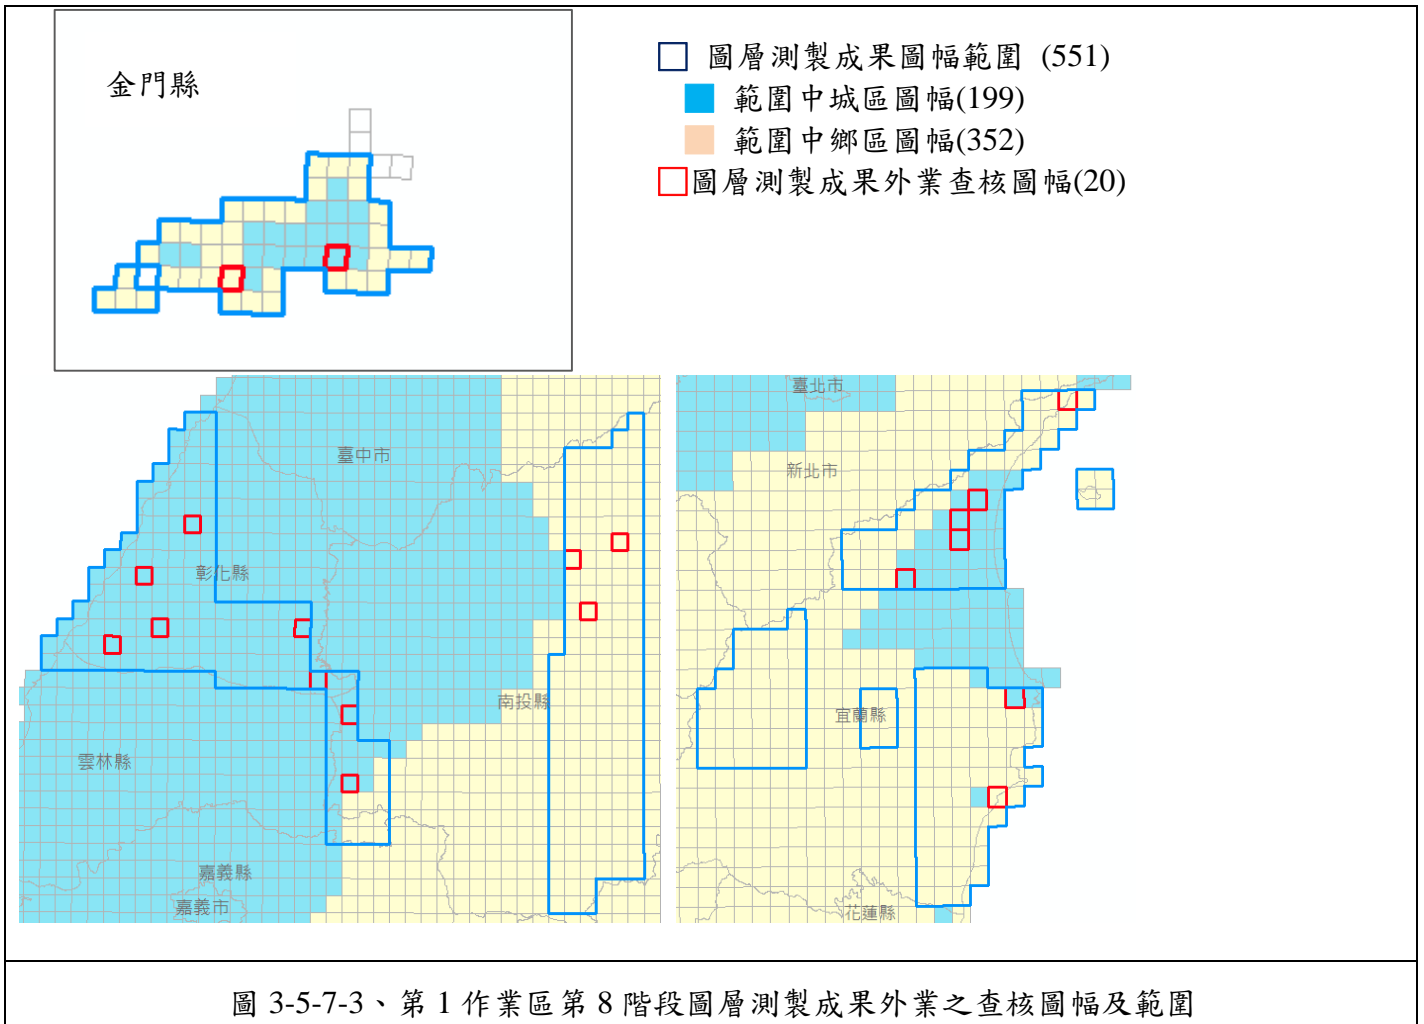 金門縣
圖層測製成果圖幅範圍 (551)
範圍中城區圖幅(199)
範圍中鄉區圖幅(352)
圖層測製成果外業查核圖幅(20)
臺中市
彰化縣
南投縣
雲林縣
嘉義縣
嘉義市
臺北市
新北市
宜蘭縣
花蓮縣
圖 3-5-7-3、第 1 作業區第 8 階段圖層測製成果外業之查核圖幅及範圍